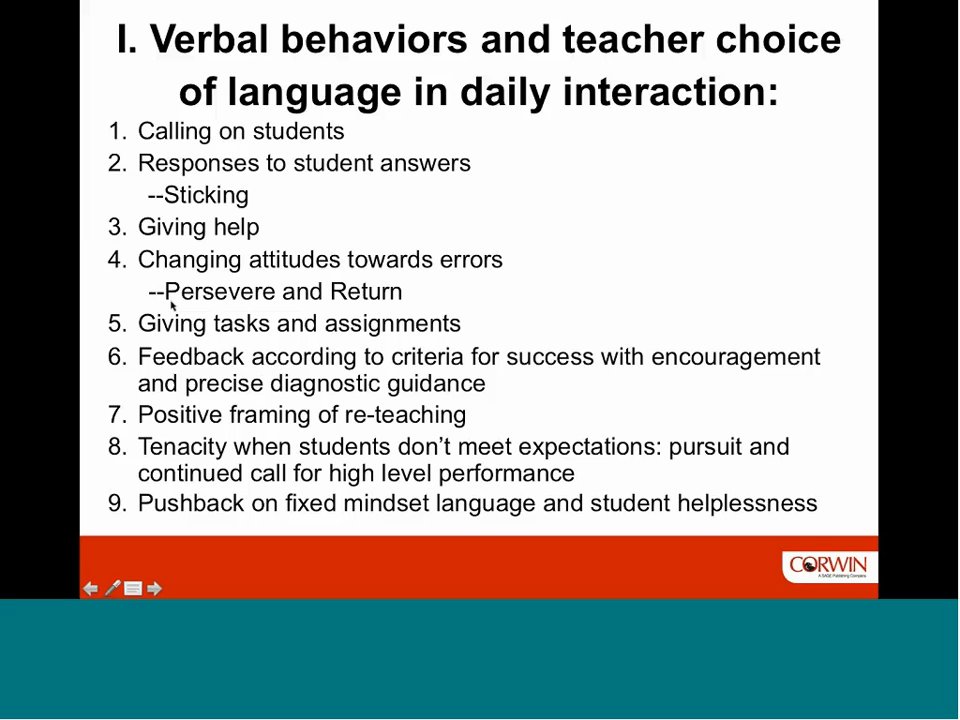 I. Verbal behaviors and teacher choice
of language in daily interaction:
1. Calling on students
2. Responses to student answers
--Sticking
3. Giving help
4. Changing attitudes towards errors
--Persevere and Return
5. Giving tasks and assignments
6. Feedback according to criteria for success with encouragement
and precise diagnostic guidance
7. Positive framing of re-teaching
8. Tenacity when students don’t meet expectations: pursuit and
continued call for high level performance
9. Pushback on fixed mindset language and student helplessness
CORWIN
A SAGE Publishing Company